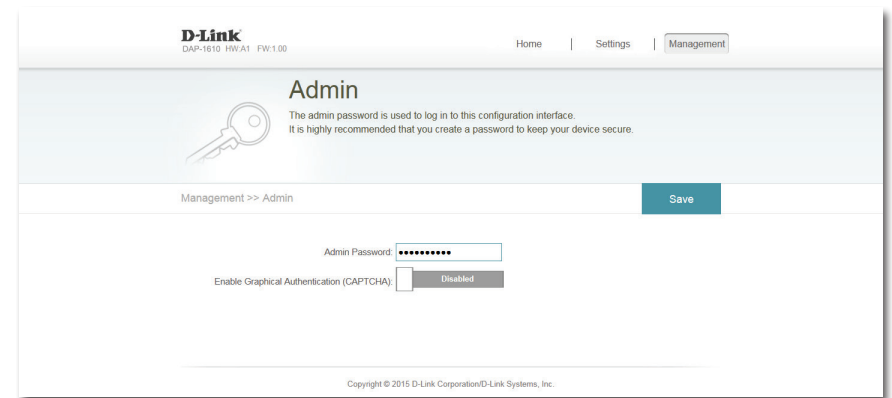 D-Link
DAP-1610 HW:A1 FW:1.00
Home | Settings | Management
Admin
The admin password is used to log in to this configuration interface.
It is highly recommended that you create a password to keep your device secure.
Management >> Admin
Save
Admin Password: ●●●●●●●●●●
Enable Graphical Authentication (CAPTCHA): Disabled
Copyright © 2015 D-Link Corporation/D-Link Systems, Inc.